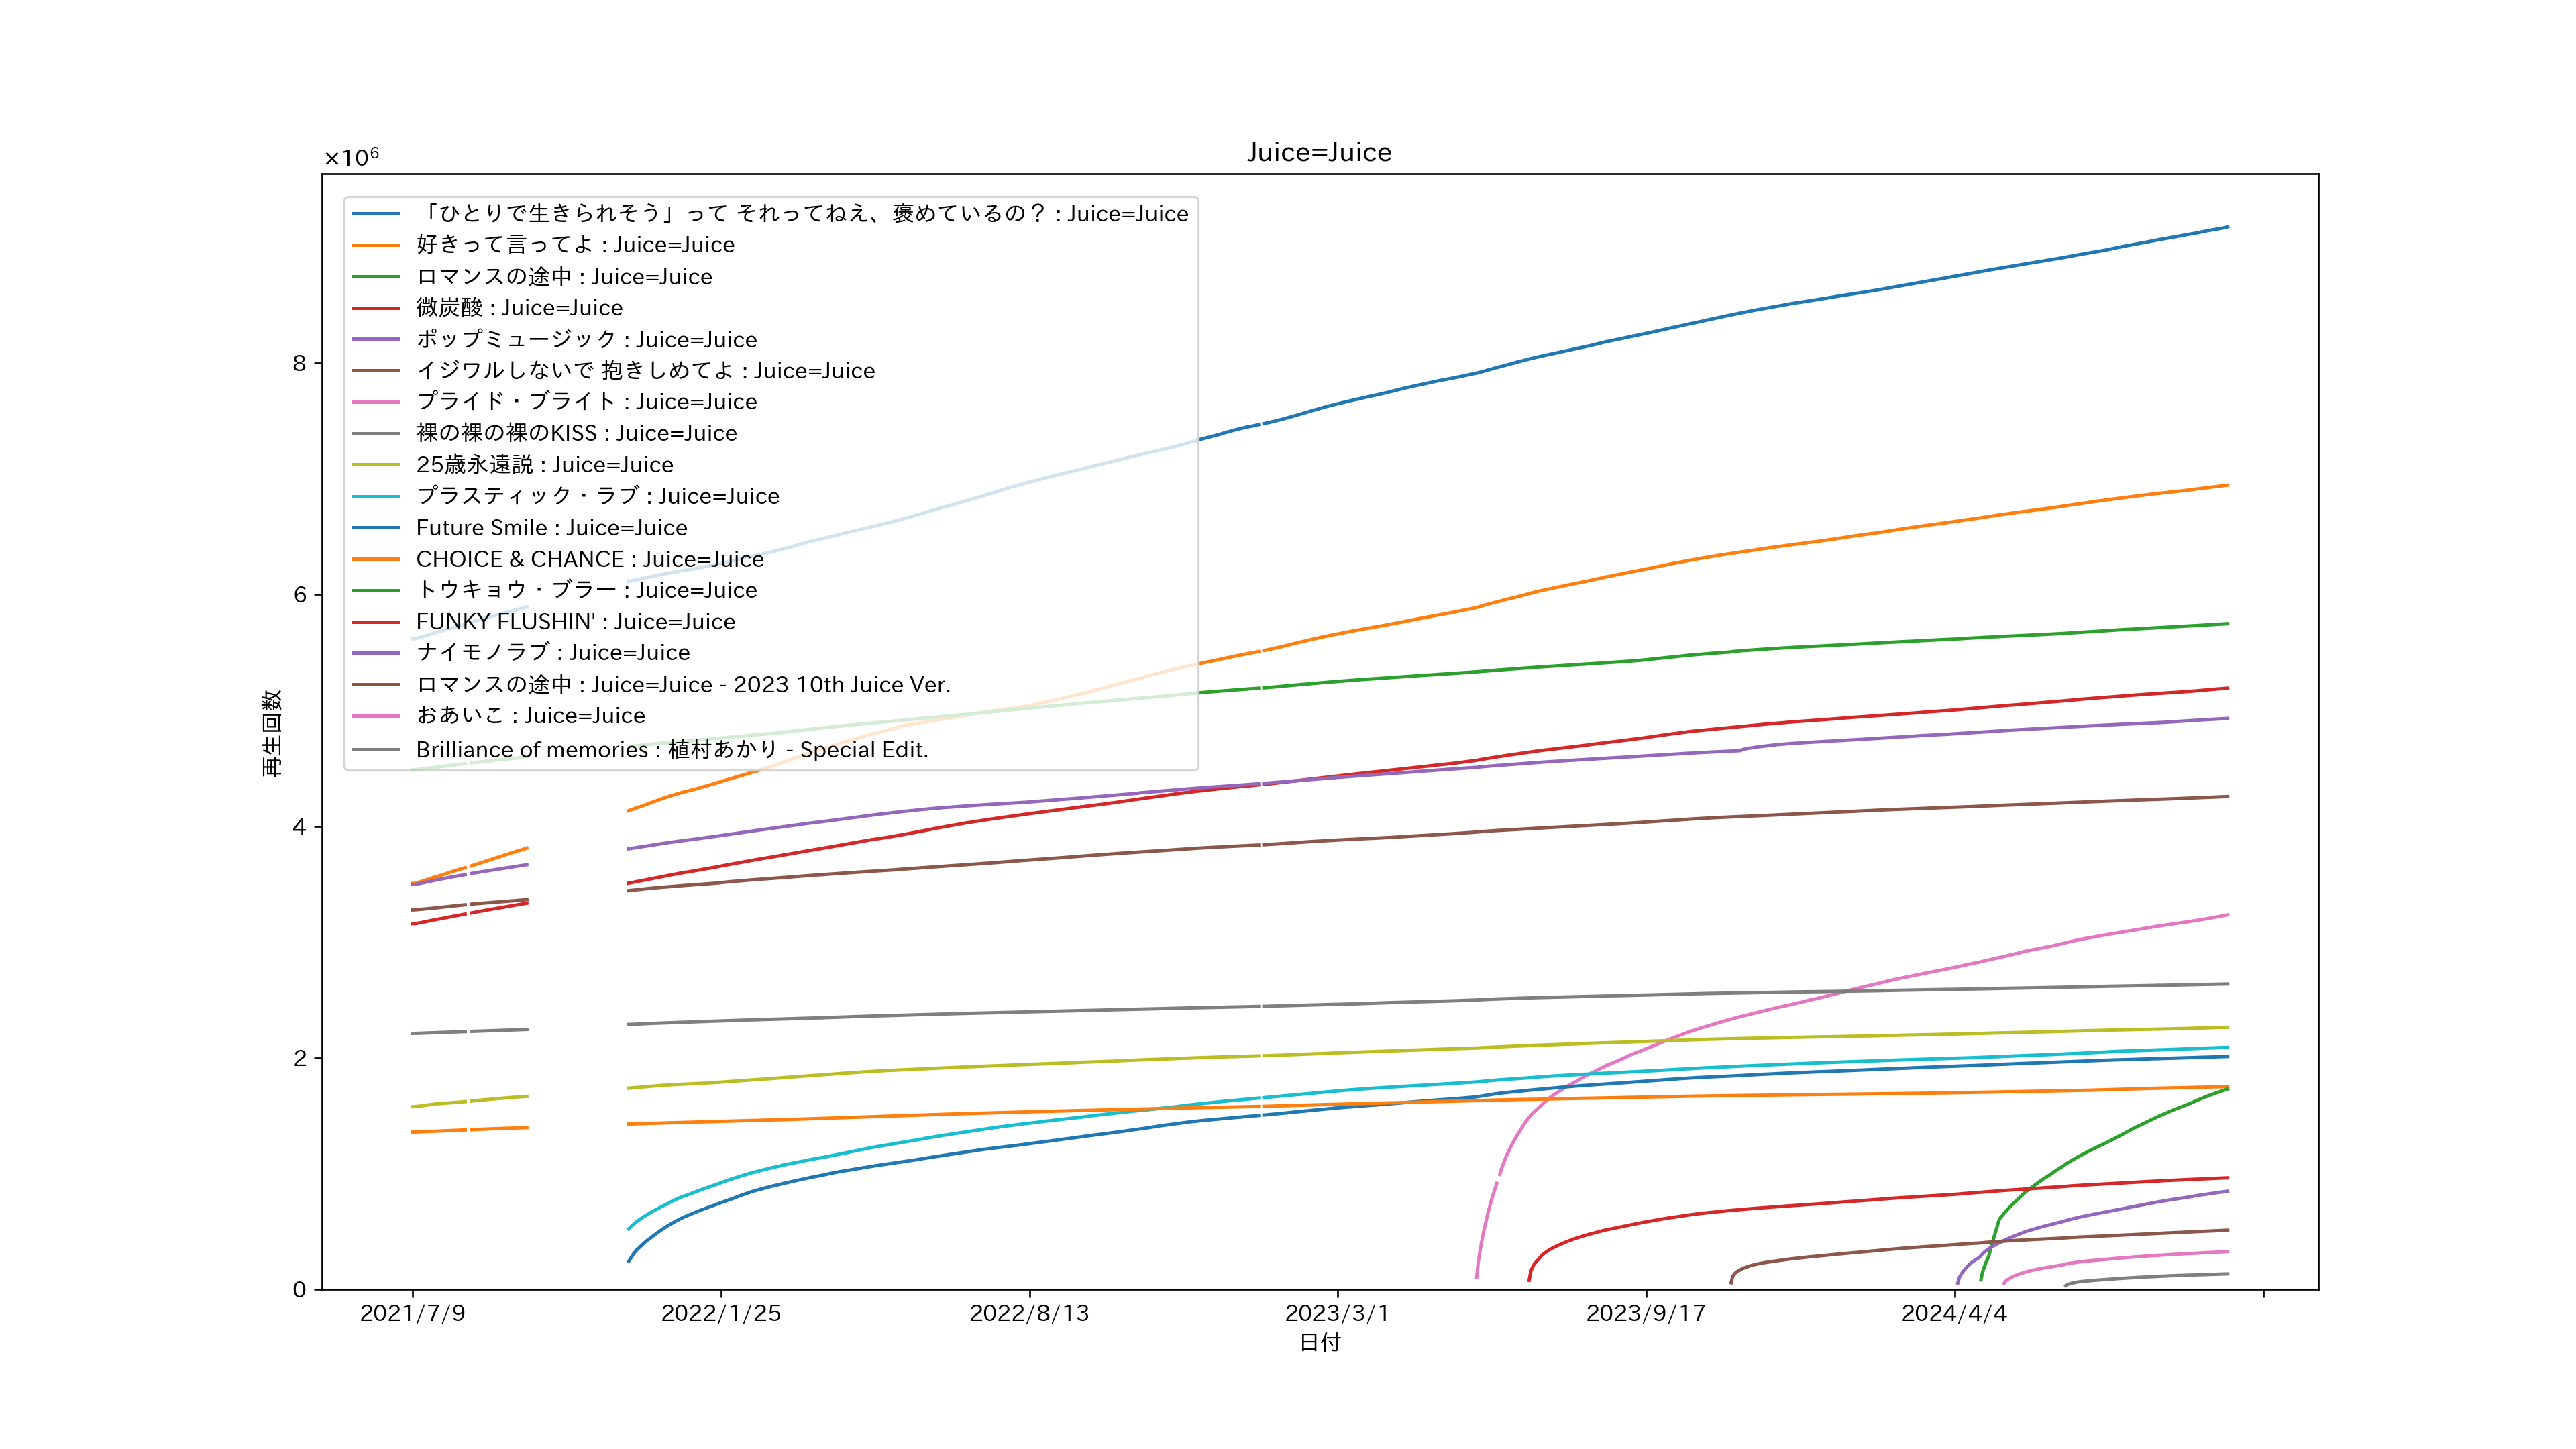 Juice=Juice
×10⁶
「ひとりで生きられそう」って それってねえ、褒めているの？ : Juice=Juice
好きって言ってよ : Juice=Juice
ロマンスの途中 : Juice=Juice
微炭酸 : Juice=Juice
ポップミュージック : Juice=Juice
イジワルしないで 抱きしめてよ : Juice=Juice
プライド・ブライト : Juice=Juice
裸の裸の裸のKISS : Juice=Juice
25歳永遠説 : Juice=Juice
プラスティック・ラブ : Juice=Juice
Future Smile : Juice=Juice
CHOICE & CHANCE : Juice=Juice
トウキョウ・ブラー : Juice=Juice
FUNKY FLUSHIN' : Juice=Juice
ナイモノラブ : Juice=Juice
ロマンスの途中 : Juice=Juice - 2023 10th Juice Ver.
おあいこ : Juice=Juice
Brilliance of memories : 植村あかり - Special Edit.
再生回数
8
6
4
2
0
2021/7/9
2022/1/25
2022/8/13
2023/3/1
2023/9/17
2024/4/4
日付